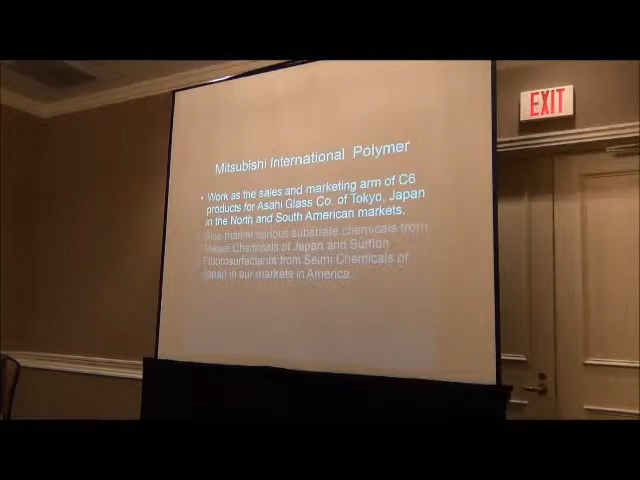 Mitsubishi International Polymer
• Work as the sales and marketing arm of C6
products for Asahi Glass Co. of Tokyo, Japan
in the North and South American markets.
Also market various substrate chemicals from
Chemicals of Japan and Surflon
Fluorosurfactants from Seimi Chemicals of
Japan in our markets in America.
EXIT